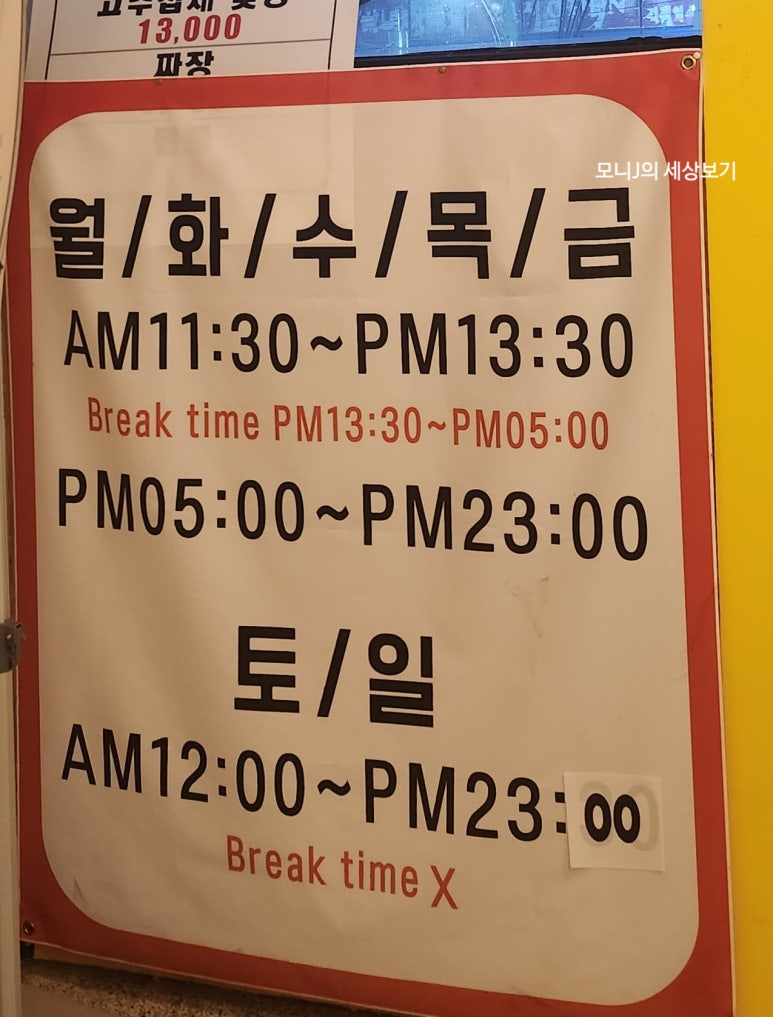 13,000
짜장
모니J의 세상보기
월/화/수/목/금
AM11:30~PM13:30
Break time PM13:30~PM05:00
PM05:00~PM23:00
토/일
AM12:00~PM23:00
Break time X